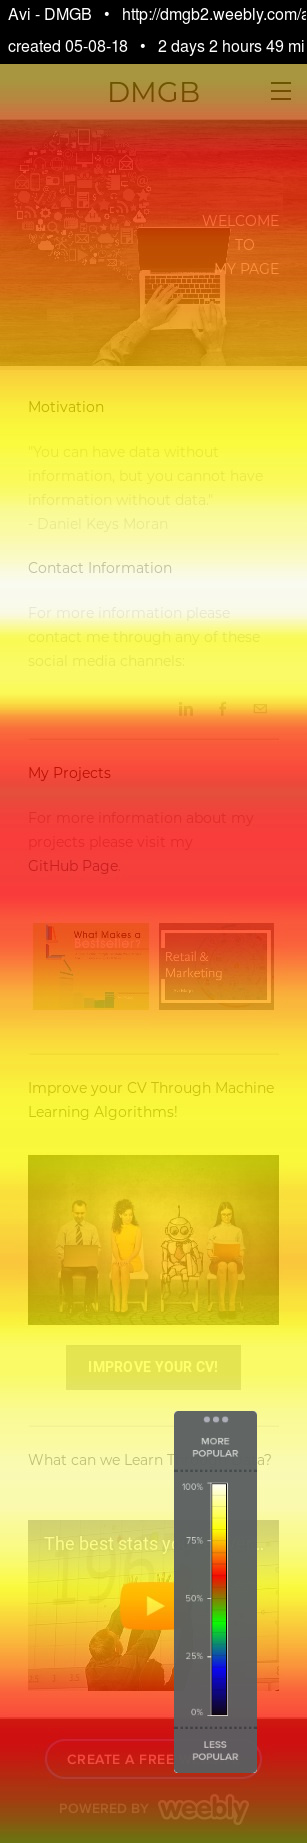 Avi - DMGB • http://dmgb2.weebly.com/
created 05-08-18 • 2 days 2 hours 49 mi
DMGB
WELCOME
TO
MY PAGE
Motivation
"You can have data without
information, but you cannot have
information without data."
- Daniel Keys Moran
Contact Information
For more information please
contact me through any of these
social media channels:
My Projects
For more information about my
projects please visit my
GitHub Page.
What Makes a
Bestseller?
Retail &
Marketing
Improve your CV Through Machine
Learning Algorithms!
IMPROVE YOUR CV!
What can we Learn T a?
The best stats yo ...
MORE
POPULAR
100%
75%
50%
25%
0%
LESS
POPULAR
CREATE A FREE
POWERED BY weebly